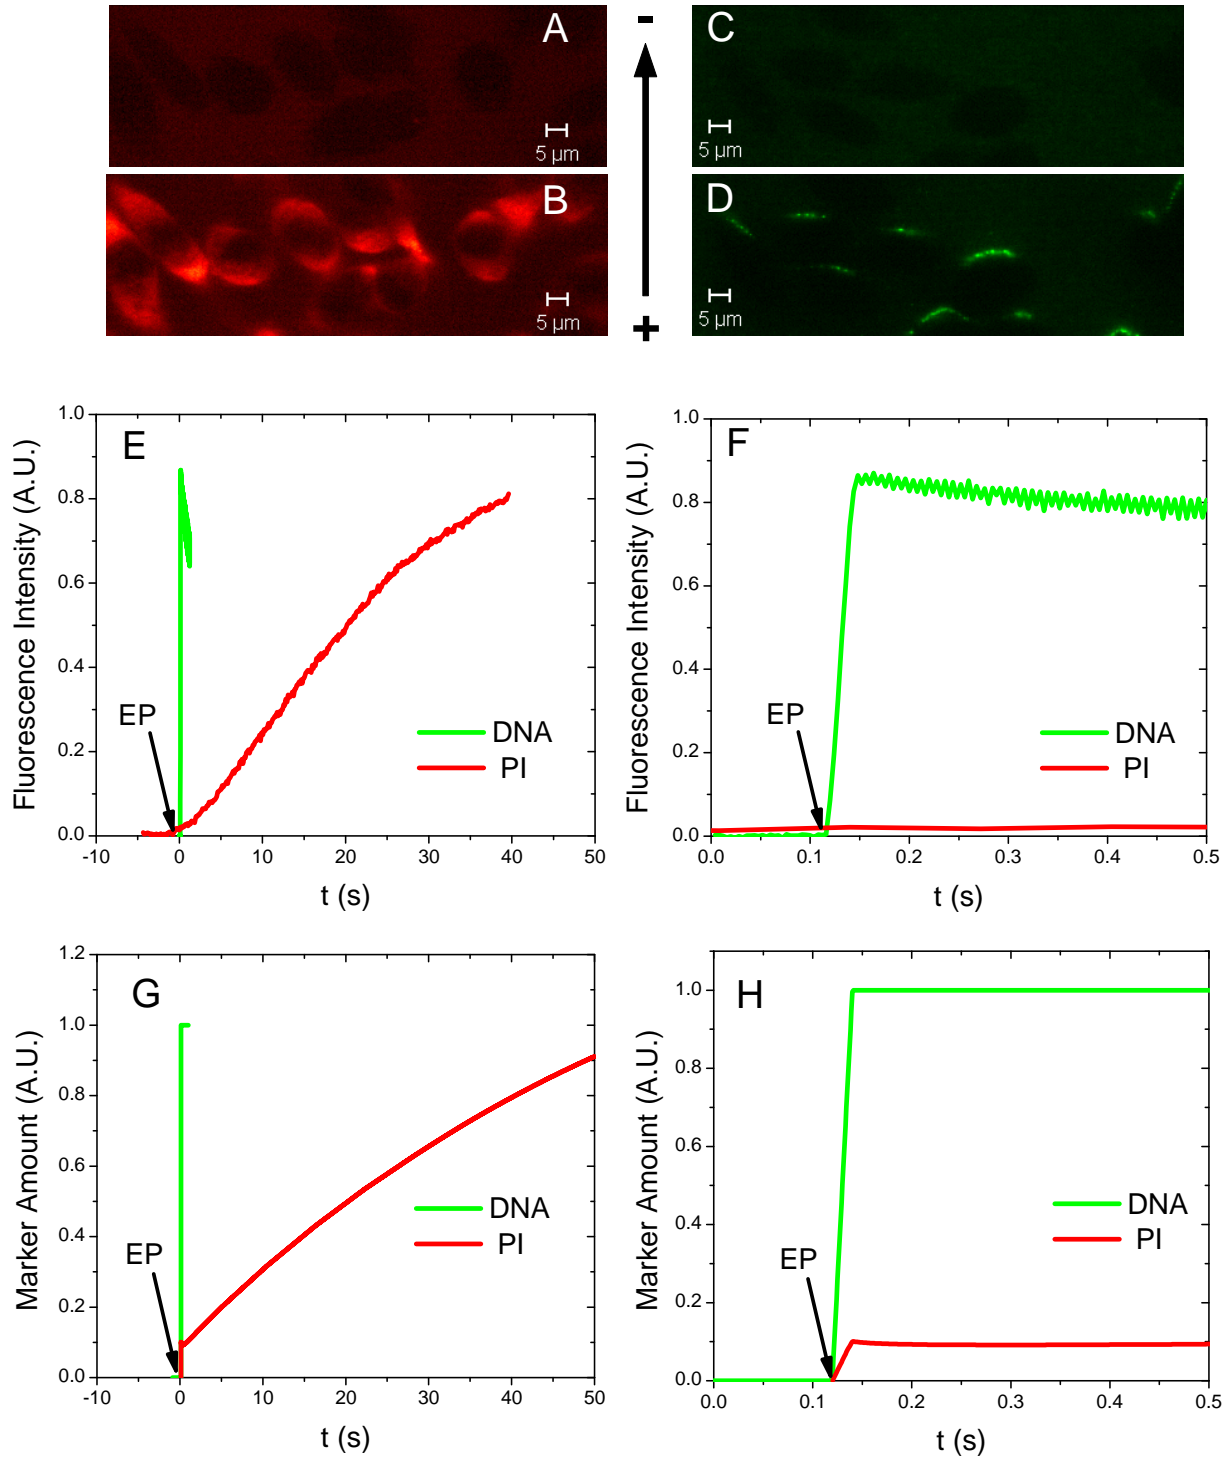 A
5 µm
B
5 µm
-
+
C
5 µm
D
5 µm
E
Fluorescence Intensity (A.U.)
1.0
0.8
0.6
0.4
0.2
0.0
EP
DNA
PI
-10
0
10
20
30
40
50
t (s)
F
Fluorescence Intensity (A.U.)
1.0
0.8
0.6
0.4
0.2
0.0
EP
DNA
PI
0.0
0.1
0.2
0.3
0.4
0.5
t (s)
G
Marker Amount (A.U.)
1.2
1.0
0.8
0.6
0.4
0.2
0.0
EP
DNA
PI
-10
0
10
20
30
40
50
t (s)
H
Marker Amount (A.U.)
1.0
0.8
0.6
0.4
0.2
0.0
EP
DNA
PI
0.0
0.1
0.2
0.3
0.4
0.5
t (s)